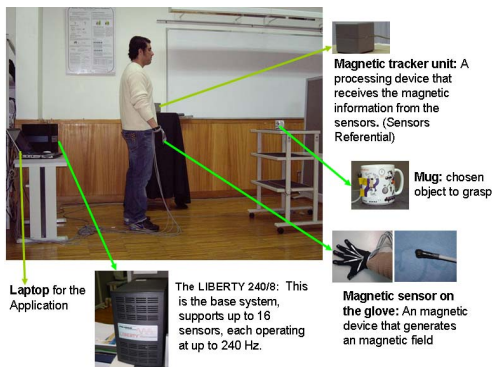 Magnetic tracker unit: A
processing device that
receives the magnetic
information from the
sensors. (Sensors
Referential)
Mug: chosen
object to grasp
Laptop for the
Application
The LIBERTY 240/8: This
is the base system,
supports up to 16
sensors, each operating
at up to 240 Hz.
LIBERTY
Magnetic sensor on
the glove: An magnetic
device that generates
an magnetic field